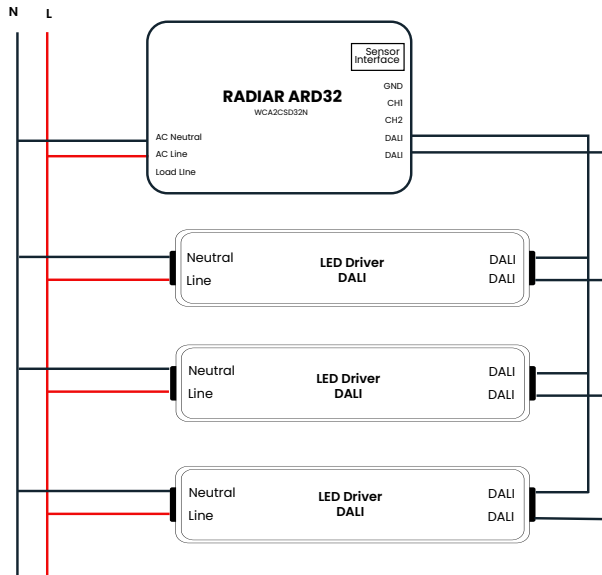 N L
Sensor
Interface
RADIAR ARD32
WCA2CSD32N
GND
CH1
CH2
AC Neutral
DALI
AC Line
DALI
Load LIne
Neutral
LED Driver
DALI
DALI
Line
DALI
Neutral
LED Driver
DALI
DALI
Line
DALI
Neutral
LED Driver
DALI
DALI
Line
DALI